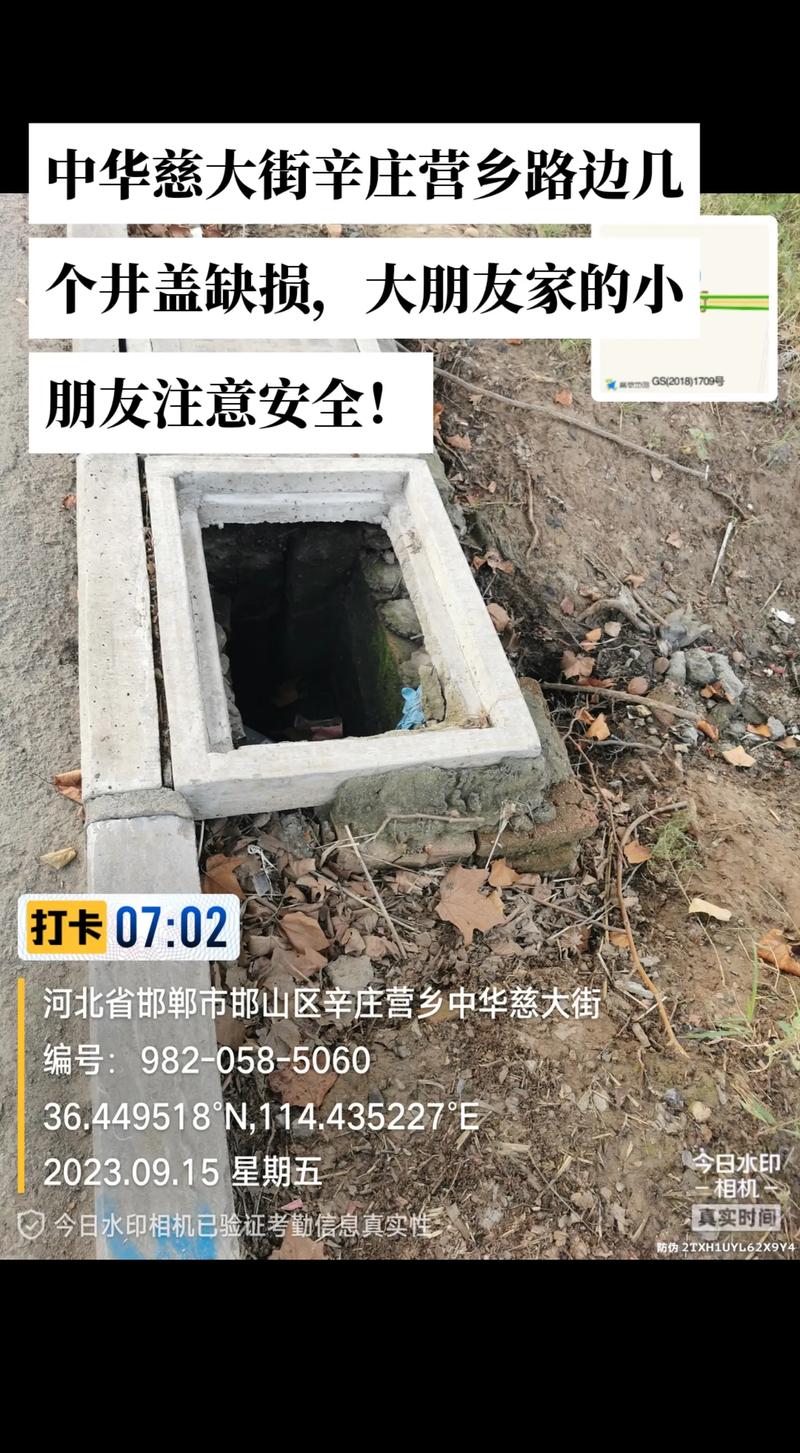 中华慈大街辛庄营乡路边几
个井盖缺损，大朋友家的小
朋友注意安全！
GS(2018)1709号
打卡 07:02
河北省邯郸市邯山区辛庄营乡中华慈大街
编号： 982-058-5060
36.449518°N,114.435227°E
2023.09.15 星期五
今日水印相机已验证考勤信息真实性
今日水印
-相机-
真实时间
防伪 2TXH1UYL62X9Y4